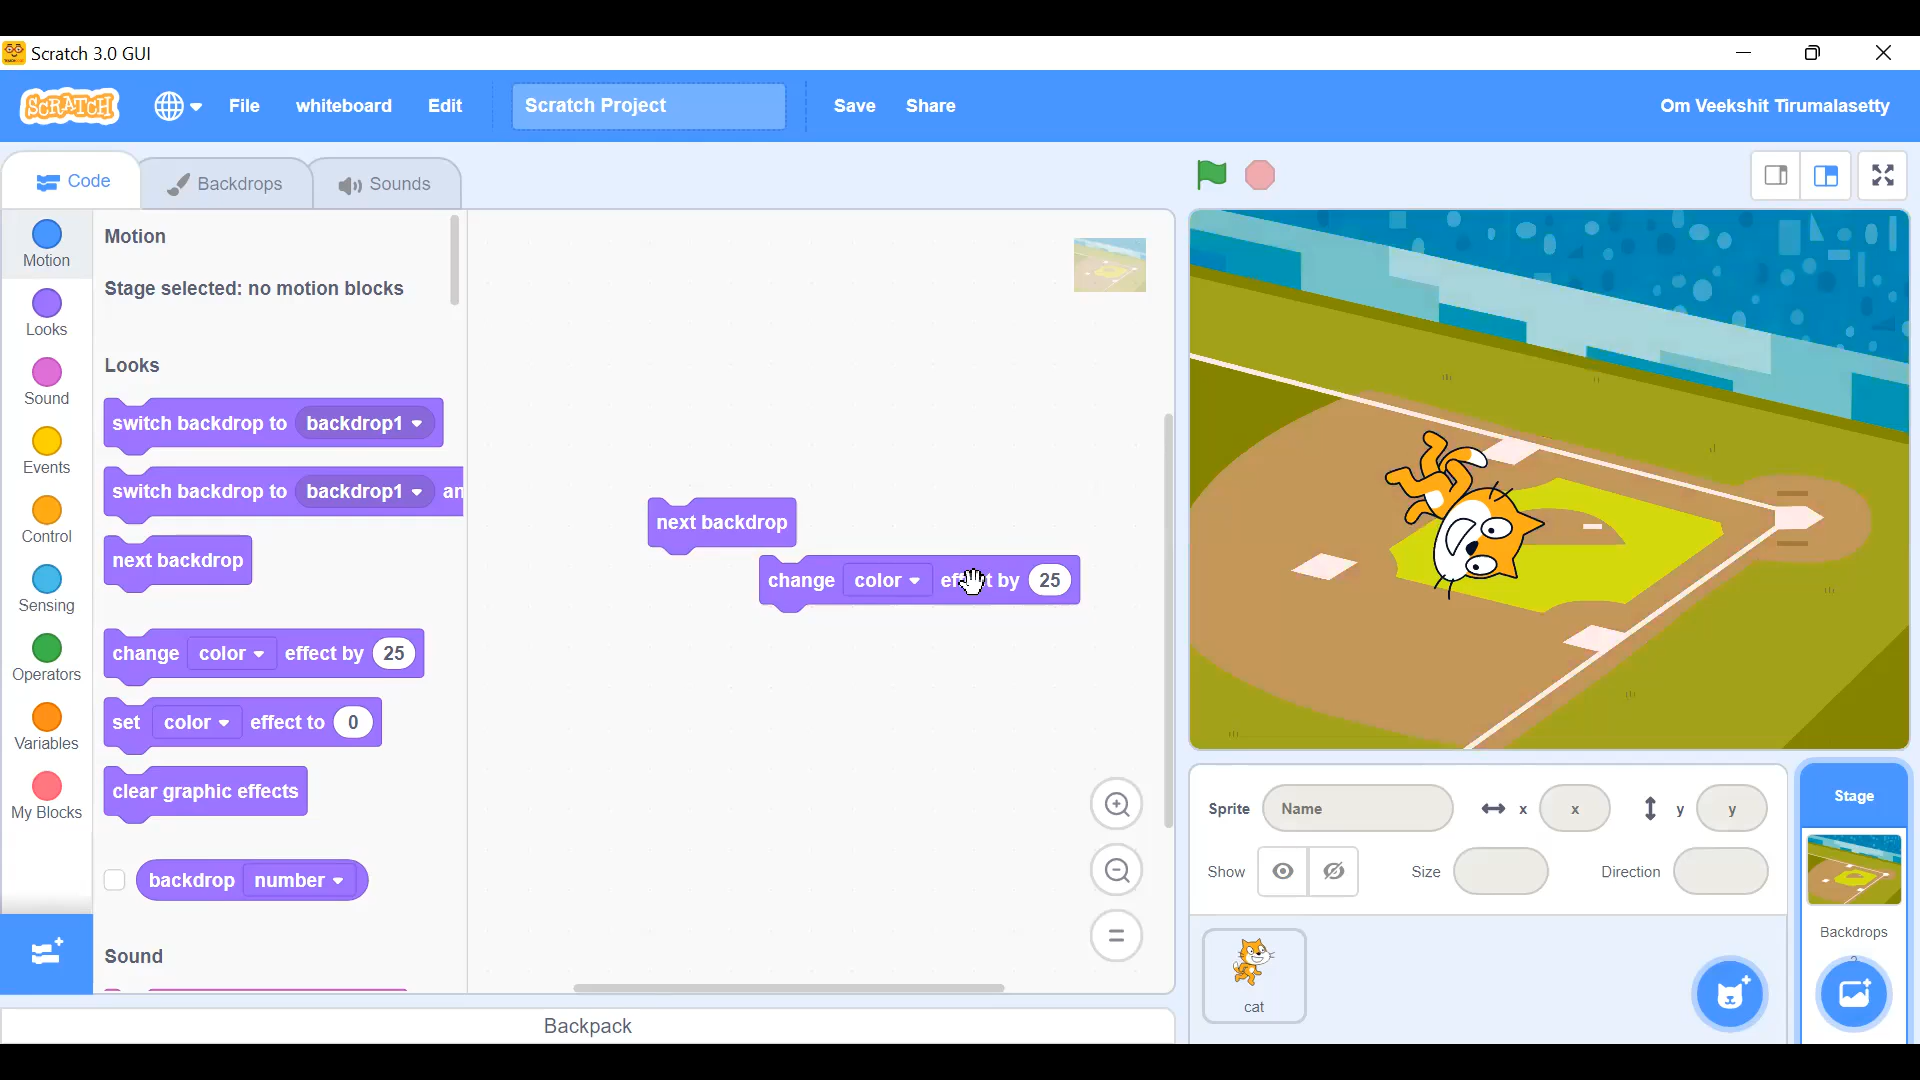 Scratch 3.0 GUI
SCRATCH File whiteboard Edit Scratch Project Save Share Om Veekshit Tirumalasetty
Code Backdrops Sounds
Motion
Looks
Sound
Events
Control
Sensing
Operators
Variables
My Blocks
Motion
Stage selected: no motion blocks
Looks
switch backdrop to backdrop1
switch backdrop to backdrop1 an
next backdrop
change color effect by 25
set color effect to 0
clear graphic effects
backdrop number
Sound
next backdrop
change color by 25
Backpack
Sprite Name x x y y
Show Size Direction
cat
Stage
Backdrops